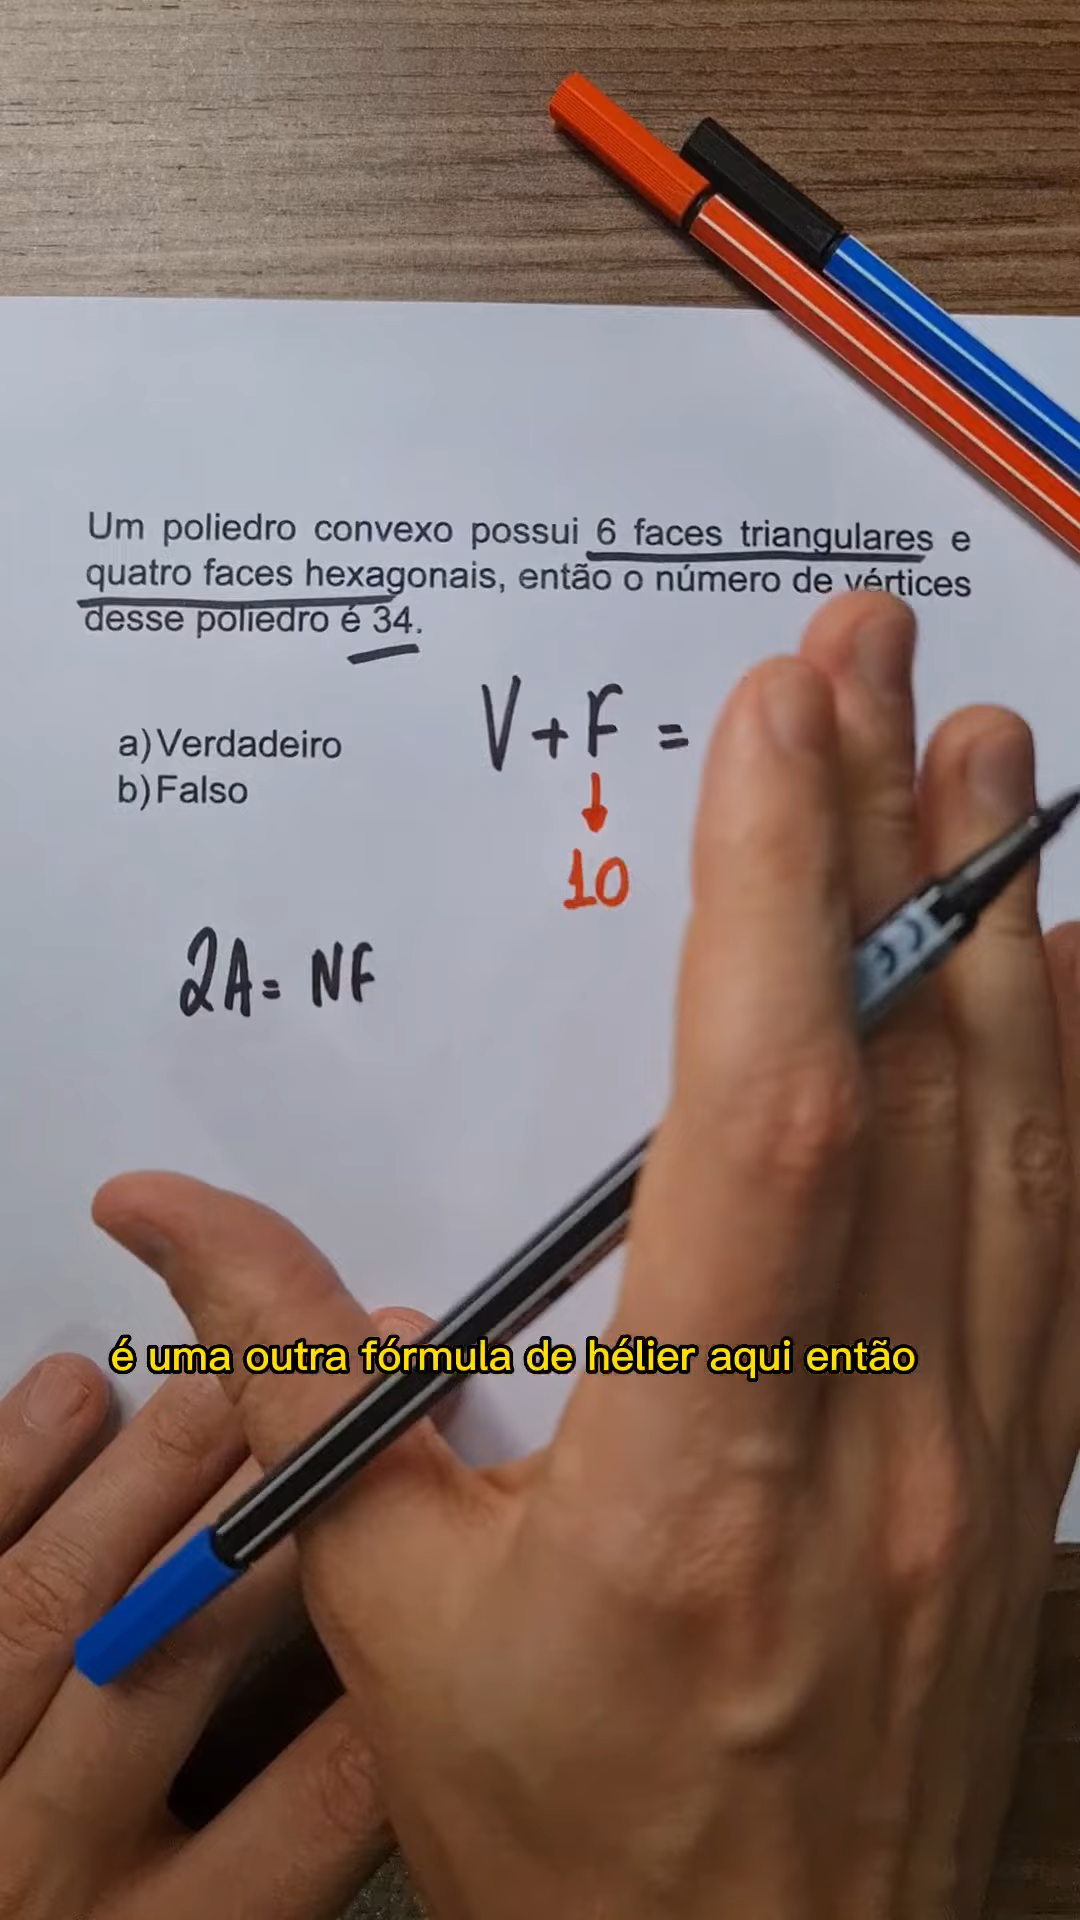 Um poliedro convexo possui 6 faces triangulares e
quatro faces hexagonais, então o número de vértices
desse poliedro é 34.
V + F =
a) Verdadeiro
b) Falso
10
2A = NF
CE
é uma outra fórmula de hélier aqui então